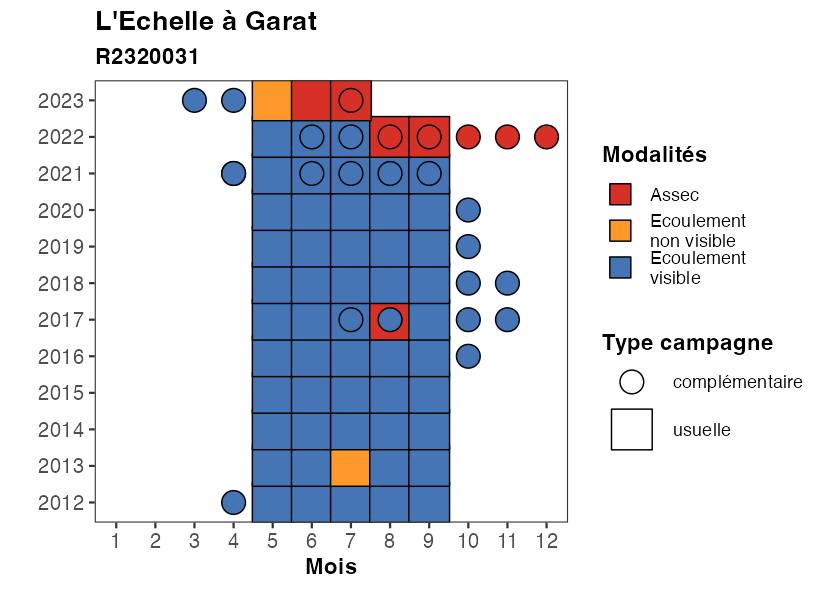 L'Echelle à Garat
R2320031
2023
2022
2021
2020
2019
2018
2017
2016
2015
2014
2013
2012
1 2 3 4 5 6 7 8 9 10 11 12
Mois
Modalités
Assec
Ecoulement
non visible
Ecoulement
visible
Type campagne
complémentaire
usuelle